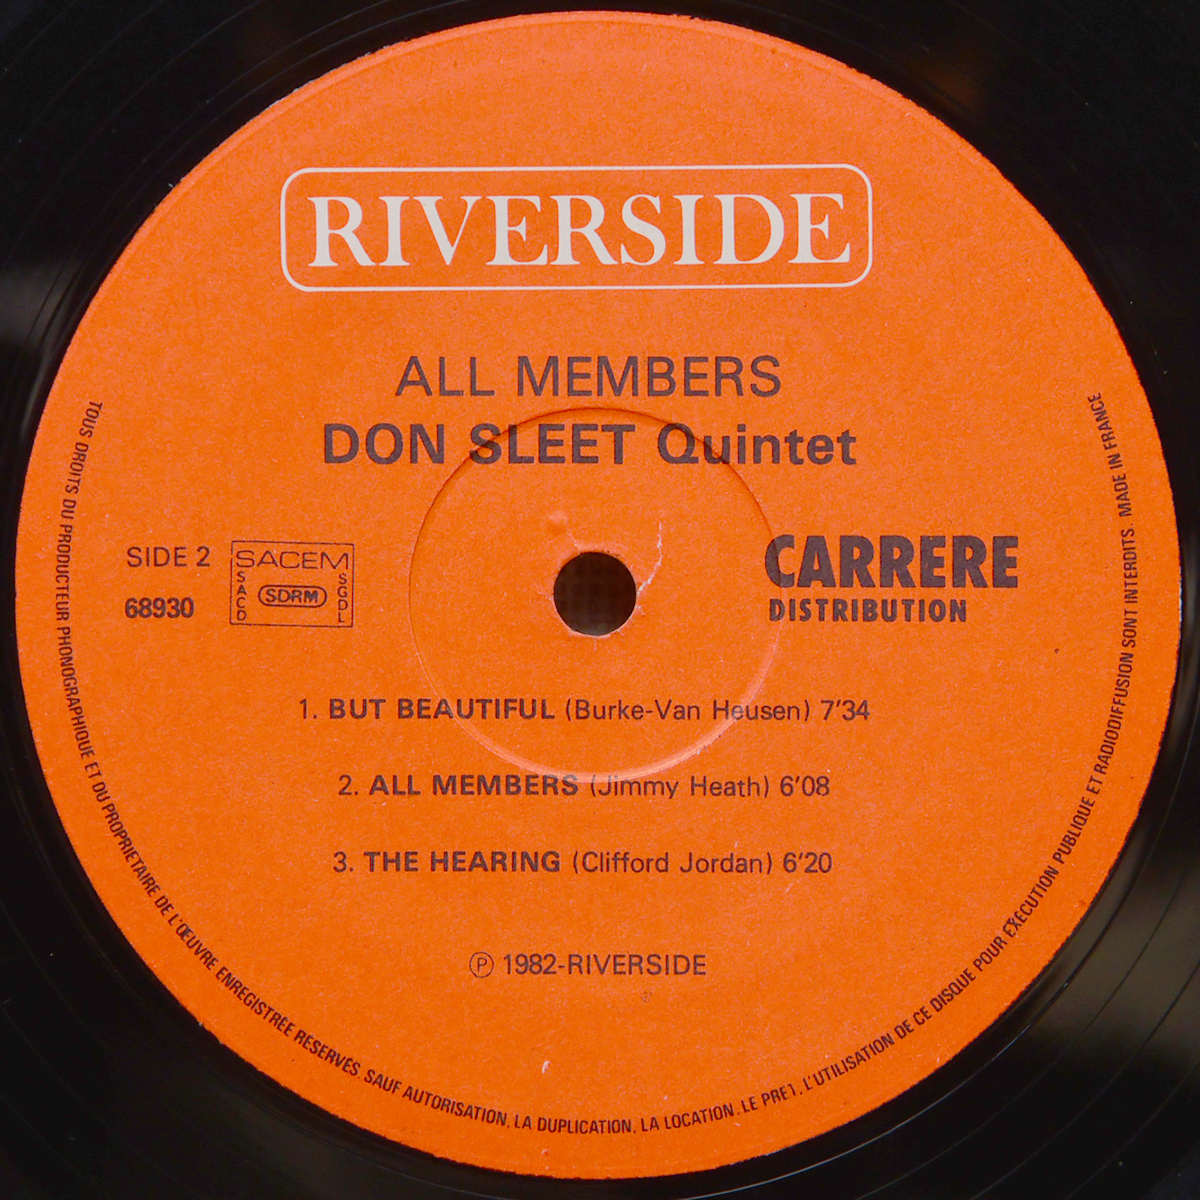 RIVERSIDE
ALL MEMBERS
DON SLEET Quintet
SIDE 2
68930
SACEM
SACD
SDRM
SGDL
CARRERE
DISTRIBUTION
1. BUT BEAUTIFUL (Burke-Van Heusen) 7'34
2. ALL MEMBERS (Jimmy Heath) 6'08
3. THE HEARING (Clifford Jordan) 6'20
Ⓟ 1982-RIVERSIDE
TOUS DROITS DU PRODUCTEUR PHONOGRAPHIQUE ET DU PROPRIETAIRE DE L'ŒUVRE ENREGISTRÉE RESERVÉS. SAUF AUTORISATION, LA DUPLICATION, LA LOCATION, LE PRET, L'UTILISATION DE CE DISQUE POUR EXECUTION PUBLIQUE ET RADIODIFFUSION SONT INTERDITS. MADE IN FRANCE